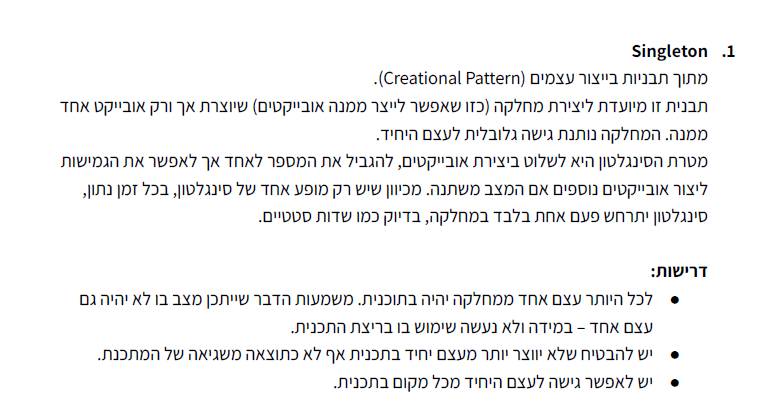 1. Singleton
מתוך תבניות בייצור עצמים (Creational Pattern).
תבנית זו מיועדת ליצירת מחלקה (כזו שאפשר לייצר ממנה אובייקטים) שיוצרת אך ורק אובייקט אחד
ממנה. המחלקה נותנת גישה גלובלית לעצם היחיד.
מטרת הסינגלטון היא לשלוט ביצירת אובייקטים, להגביל את המספר לאחד אך לאפשר את הגמישות
ליצור אובייקטים נוספים אם המצב משתנה. מכיוון שיש רק מופע אחד של סינגלטון, בכל זמן נתון,
סינגלטון יתרחש פעם אחת בלבד במחלקה, בדיוק כמו שדות סטטיים.
דרישות:
● לכל היותר עצם אחד ממחלקה יהיה בתוכנית. משמעות הדבר שייתכן מצב בו לא יהיה גם
עצם אחד – במידה ולא נעשה שימוש בו בריצת התכנית.
● יש להבטיח שלא יווצר יותר מעצם יחיד בתכנית אף לא כתוצאה משגיאה של המתכנת.
● יש לאפשר גישה לעצם היחיד מכל מקום בתכנית.